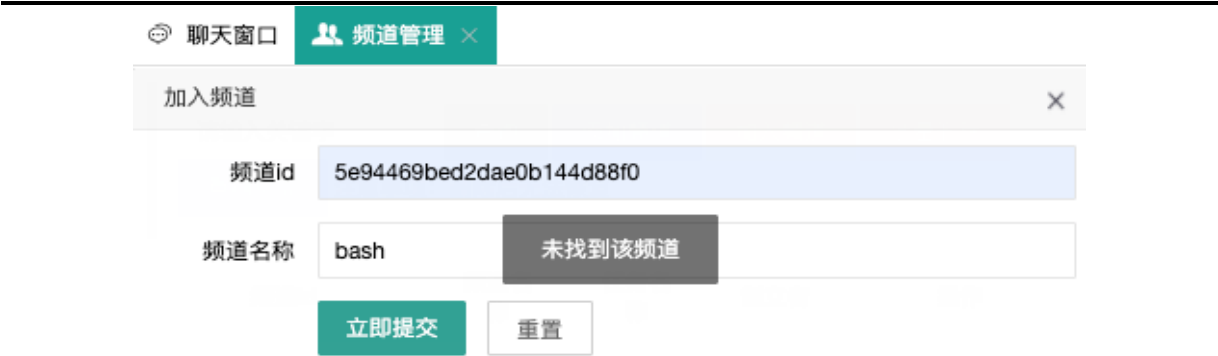 聊天窗口 频道管理
加入频道
频道id 5e94469bed2dae0b144d88f0
频道名称 bash 未找到该频道
立即提交 重置